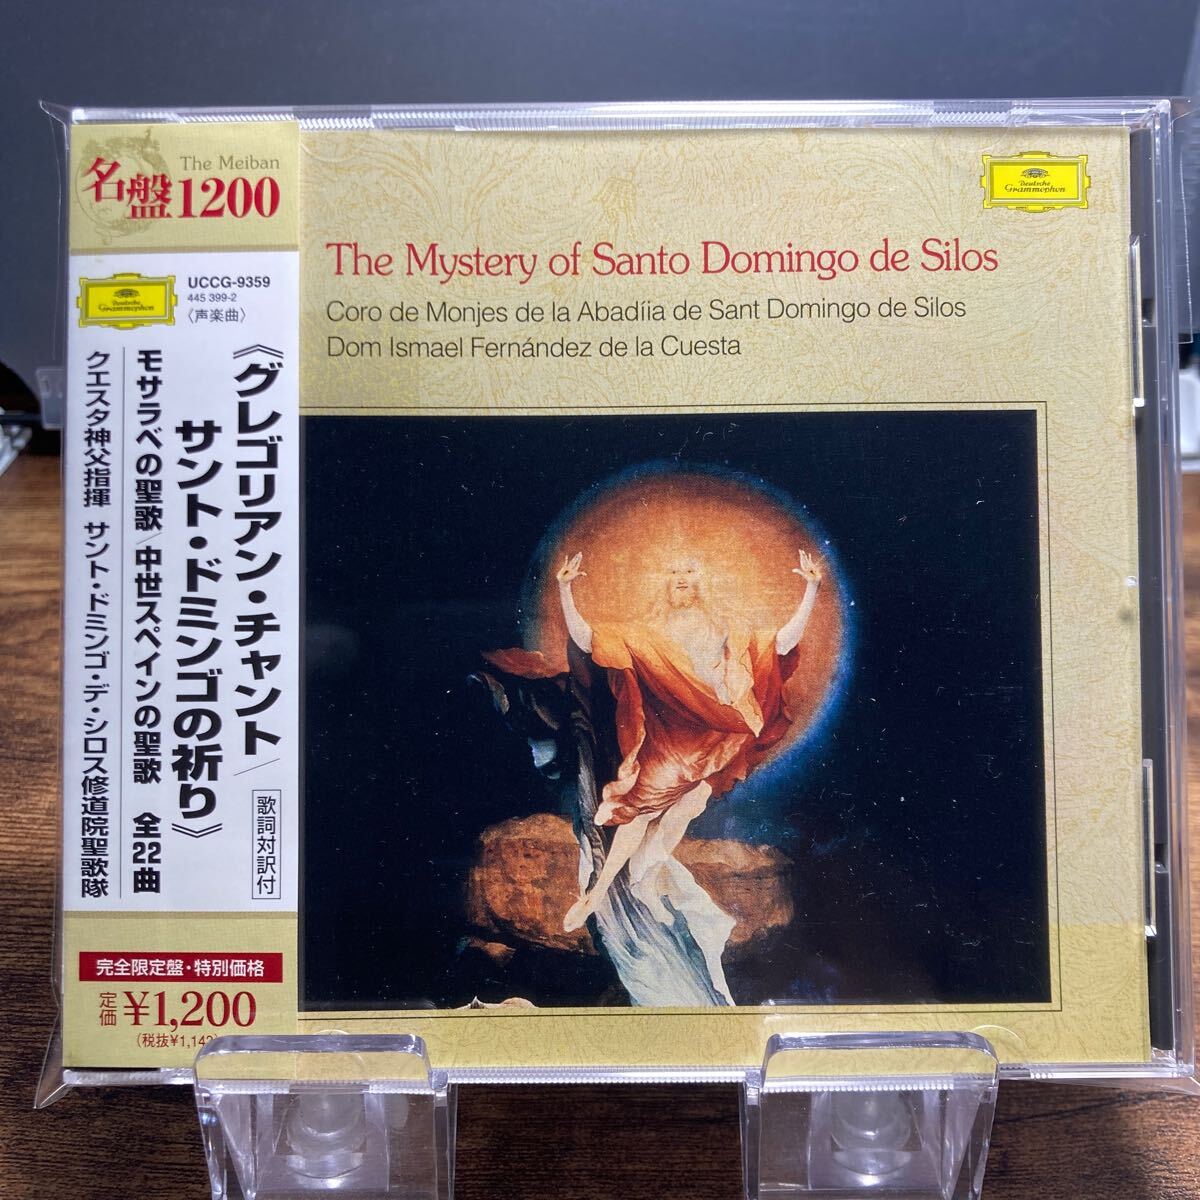 名盤
The Meiban
1200
Deutsche
Grammophon
UCCG-9359
445 399-2
〈声楽曲〉
《グレゴリアン・チャント／
サント・ドミンゴの祈り》
歌詞対訳付
モサラベの聖歌／中世スペインの聖歌 全22曲
クエスタ神父指揮 サント・ドミンゴ・デ・シロス修道院聖歌隊
完全限定盤・特別価格
定価 ¥1,200
(税抜¥1,143
Deutsche
Grammophon
The Mystery of Santo Domingo de Silos
Coro de Monjes de la Abadíia de Sant Domingo de Silos
Dom Ismael Fernández de la Cuesta